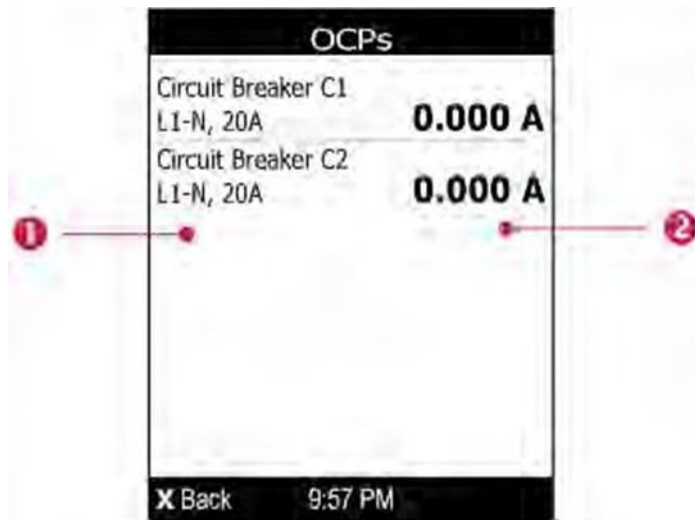 OCPs
Circuit Breaker C1
L1-N, 20A 0.000 A
Circuit Breaker C2
L1-N, 20A 0.000 A
1
2
X Back 9:57 PM